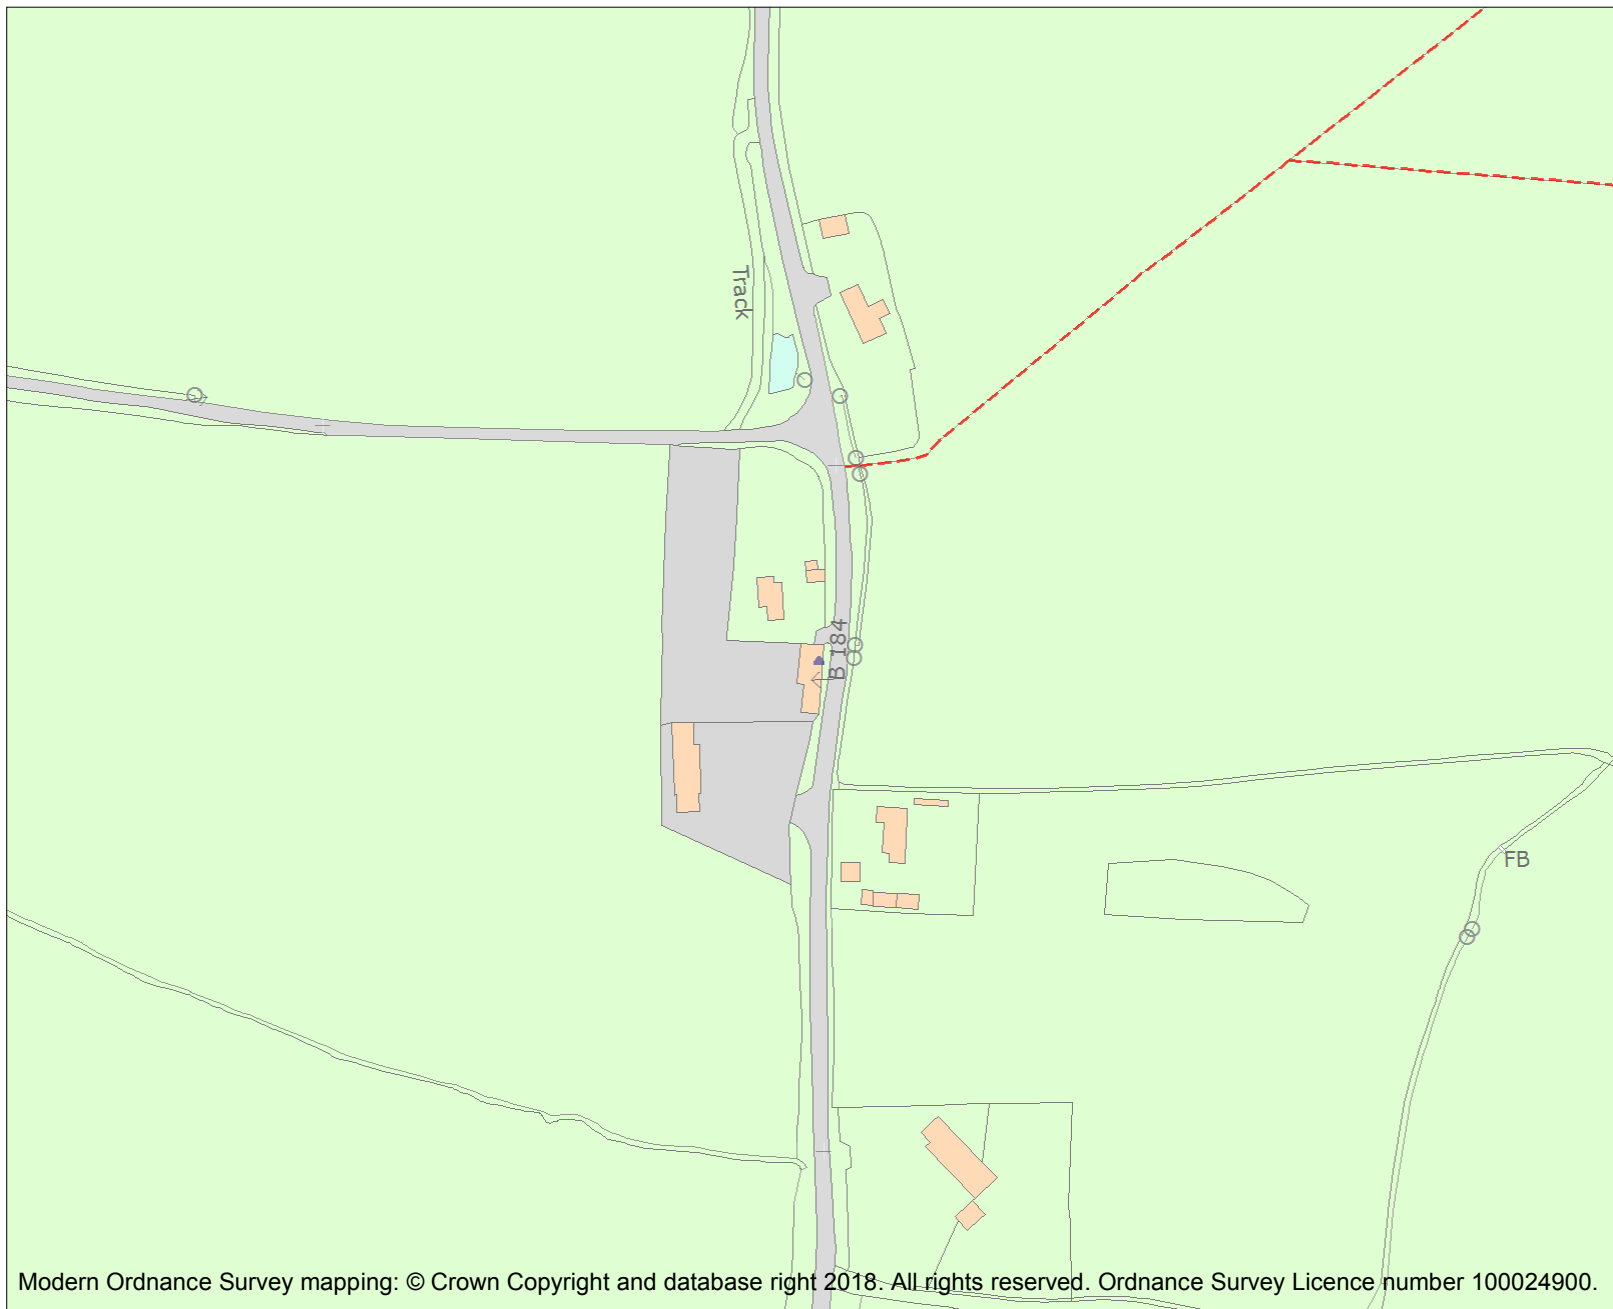 Track
B 184
FB
Modern Ordnance Survey mapping: © Crown Copyright and database right 2018. All rights reserved. Ordnance Survey Licence number 100024900.